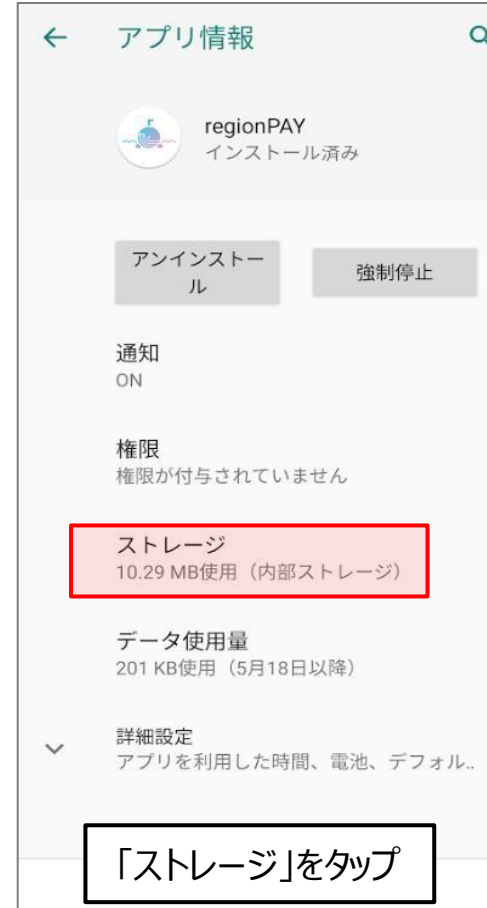 アプリ情報
regionPAY
インストール済み
アンインストー
ル
強制停止
通知
ON
権限
権限が付与されていません
ストレージ
10.29 MB使用（内部ストレージ）
データ使用量
201 KB使用（5月18日以降）
詳細設定
アプリを利用した時間、電池、デフォル..
「ストレージ」をタップ